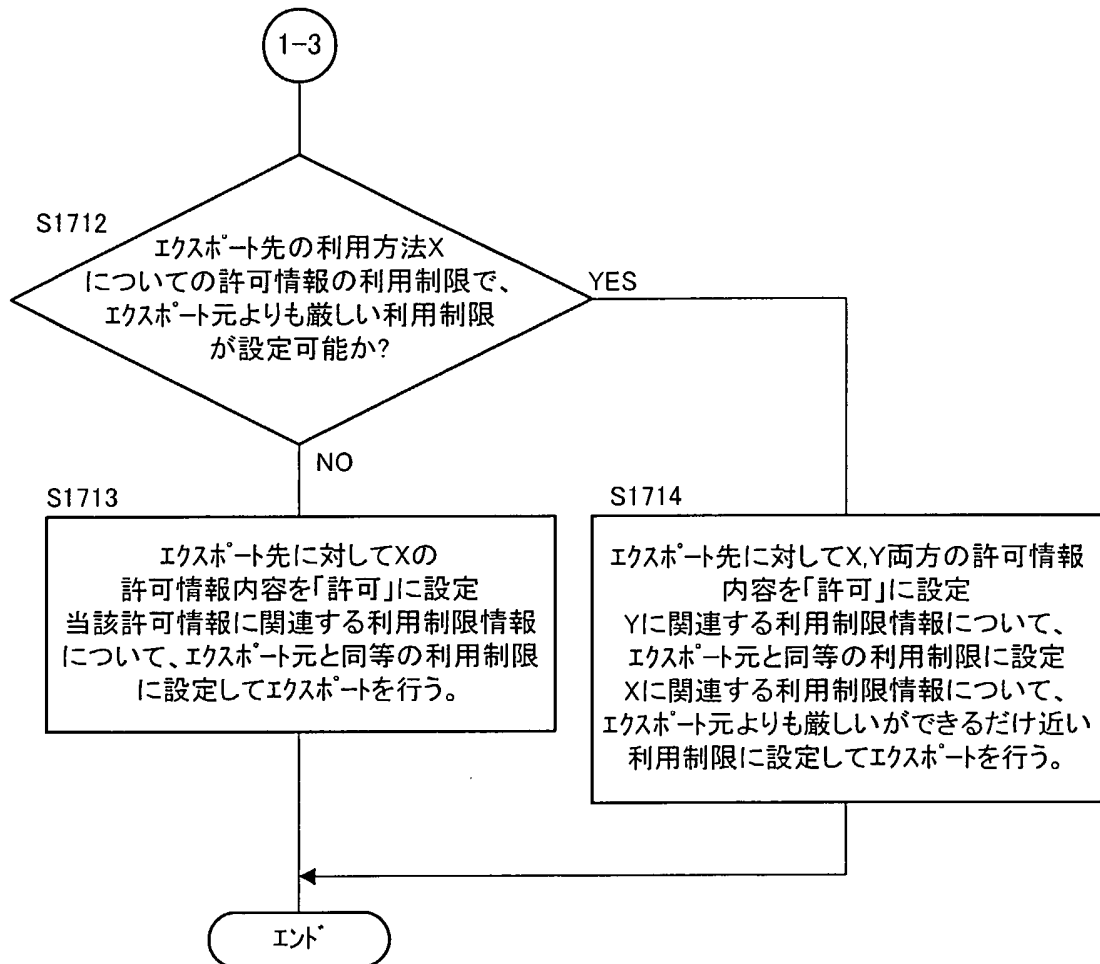 1-3
S1712
エクスポート先の利用方法X
についての許可情報の利用制限で、
エクスポート元よりも厳しい利用制限
が設定可能か?
YES
NO
S1713
エクスポート先に対してXの
許可情報内容を「許可」に設定
当該許可情報に関連する利用制限情報
について、エクスポート元と同等の利用制限
に設定してエクスポートを行う。
S1714
エクスポート先に対してX,Y両方の許可情報
内容を「許可」に設定
Yに関連する利用制限情報について、
エクスポート元と同等の利用制限に設定
Xに関連する利用制限情報について、
エクスポート元よりも厳しいができるだけ近い
利用制限に設定してエクスポートを行う。
エンド